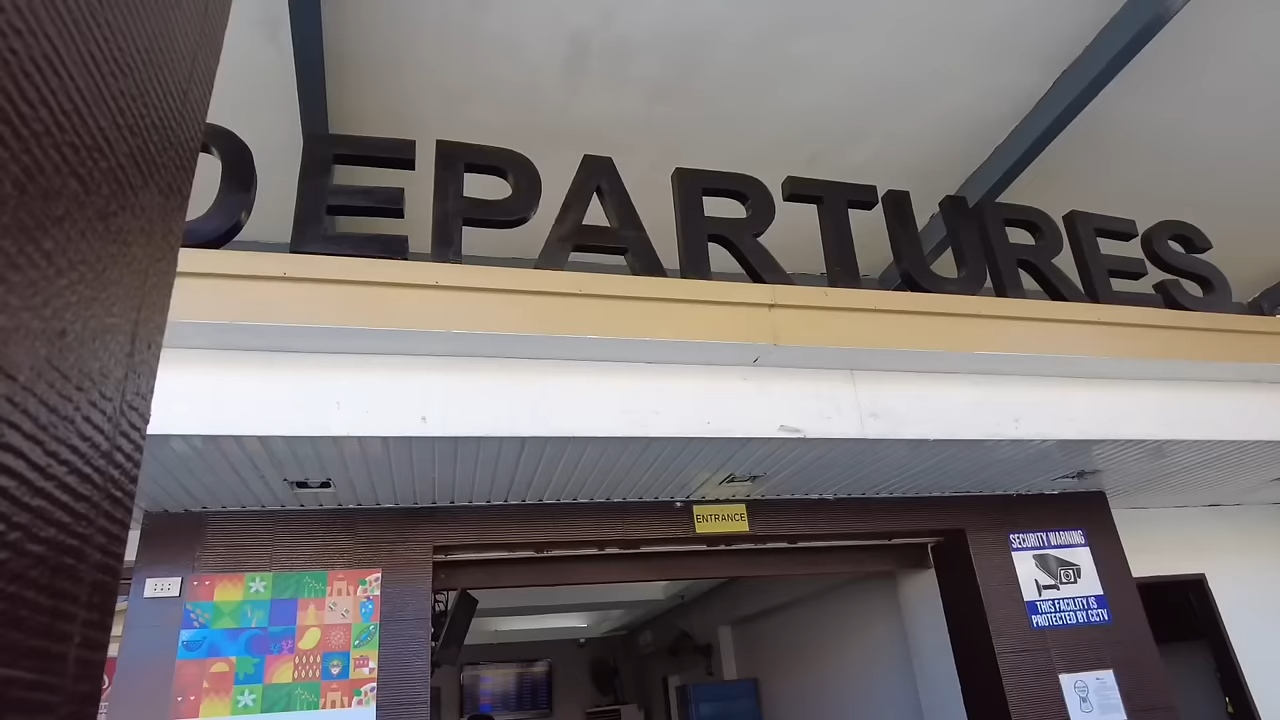 DEPARTURES
ENTRANCE
SECURITY WARNING
THIS FACILITY IS
PROTECTED BY CCTV